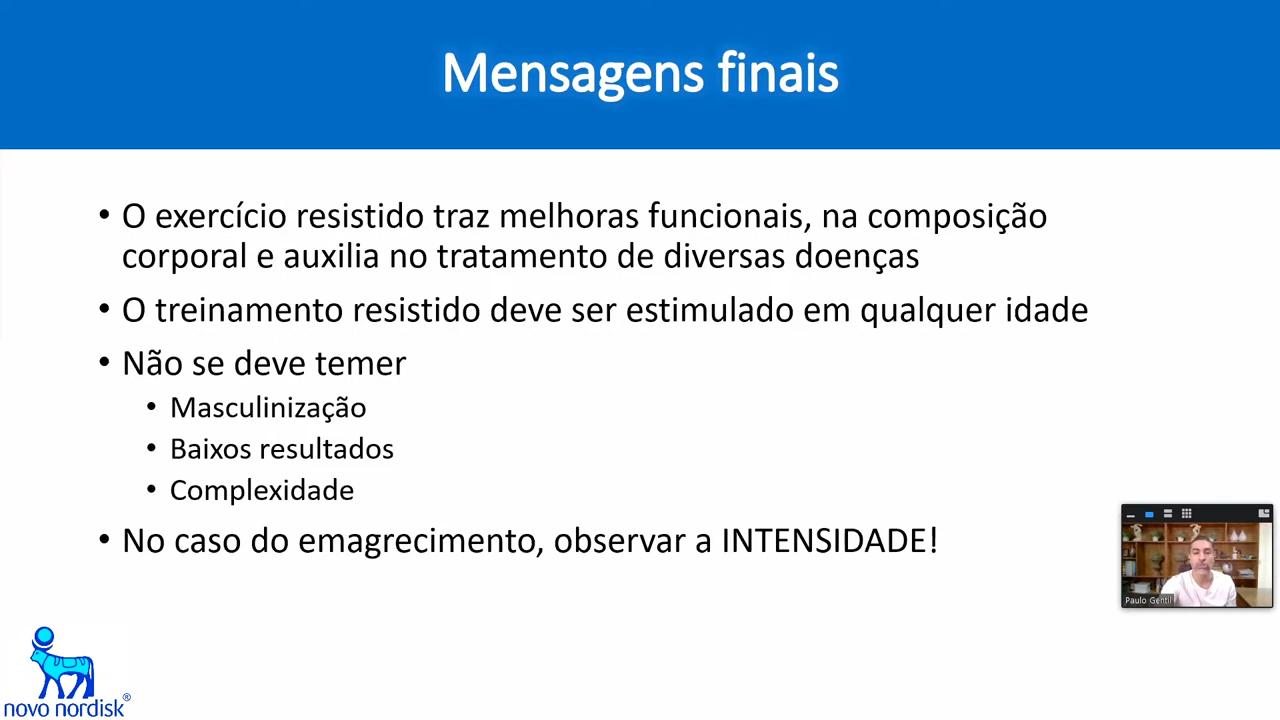 Mensagens finais
• O exercício resistido traz melhoras funcionais, na composição
corporal e auxilia no tratamento de diversas doenças
• O treinamento resistido deve ser estimulado em qualquer idade
• Não se deve temer
• Masculinização
• Baixos resultados
• Complexidade
• No caso do emagrecimento, observar a INTENSIDADE!
Paulo Gentil
novo nordisk®